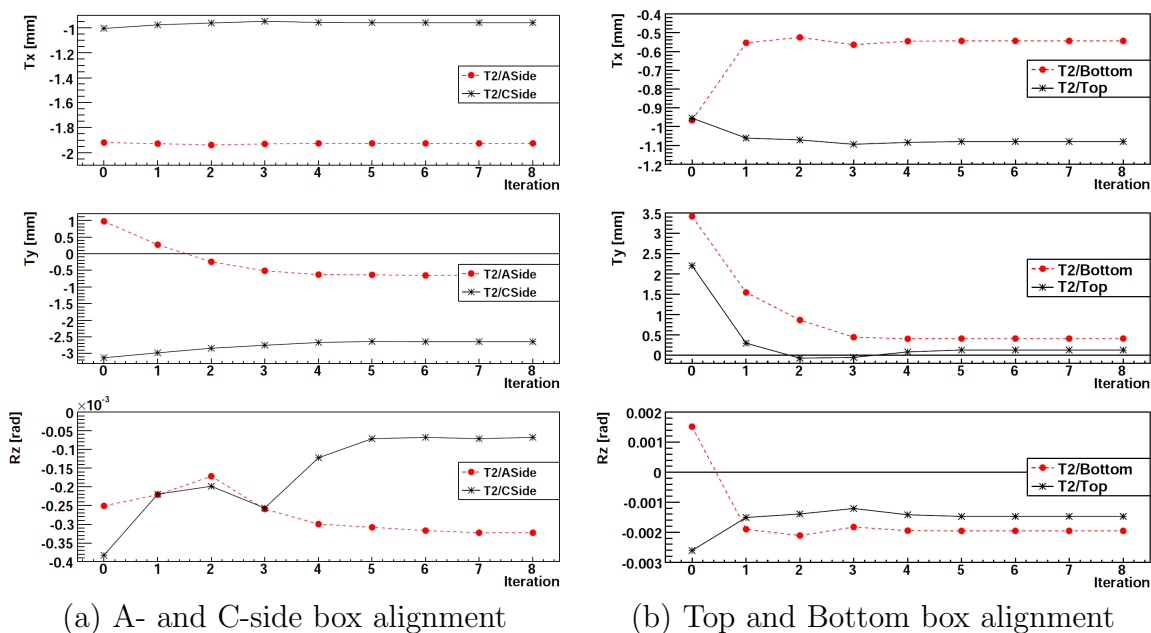 Tx [mm]
-1
-1.2
-1.4
-1.6
-1.8
-2
T2/ASide
T2/CSide
0 1 2 3 4 5 6 7 8
Iteration
Ty [mm]
1
0.5
0
-0.5
-1
-1.5
-2
-2.5
-3
T2/ASide
T2/CSide
0 1 2 3 4 5 6 7 8
Iteration
×10⁻³
Rz [rad]
0
-0.05
-0.1
-0.15
-0.2
-0.25
-0.3
-0.35
-0.4
T2/ASide
T2/CSide
0 1 2 3 4 5 6 7 8
Iteration
(a) A- and C-side box alignment
Tx [mm]
-0.4
-0.5
-0.6
-0.7
-0.8
-0.9
-1
-1.1
-1.2
T2/Bottom
T2/Top
0 1 2 3 4 5 6 7 8
Iteration
Ty [mm]
3.5
3
2.5
2
1.5
1
0.5
0
T2/Bottom
T2/Top
0 1 2 3 4 5 6 7 8
Iteration
Rz [rad]
0.002
0.001
0
-0.001
-0.002
-0.003
T2/Bottom
T2/Top
0 1 2 3 4 5 6 7 8
Iteration
(b) Top and Bottom box alignment